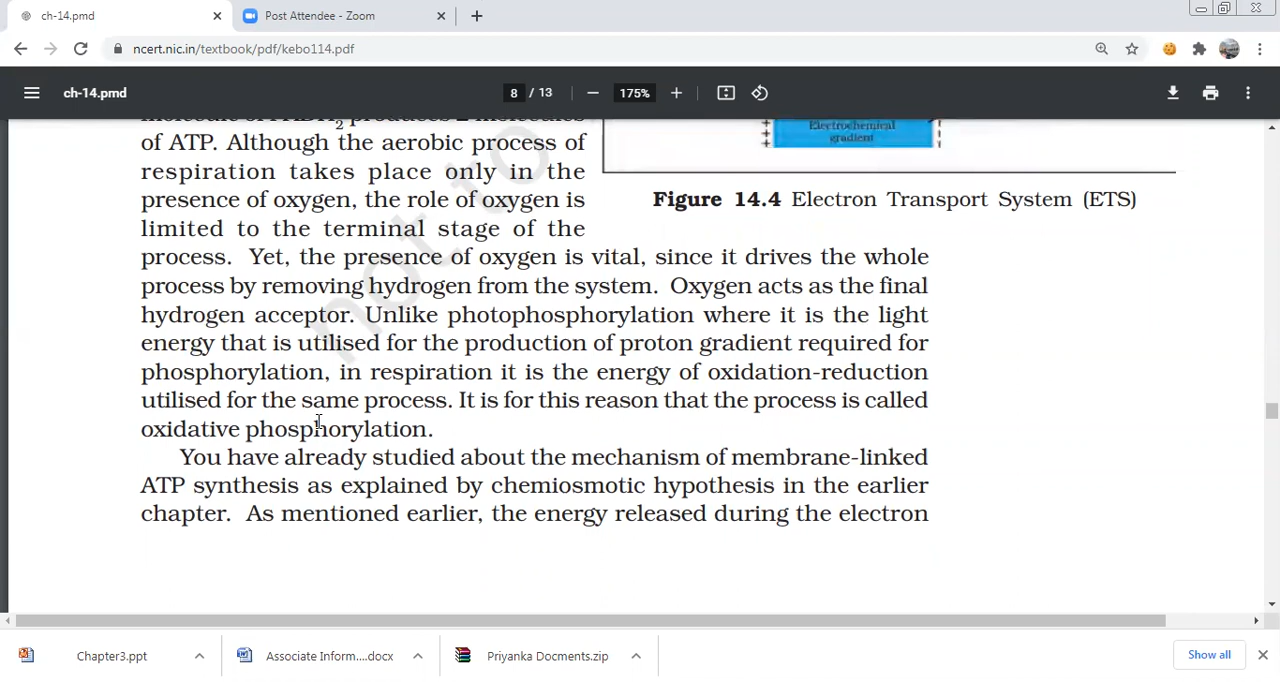 ch-14.pmd
Post Attendee - Zoom
ncert.nic.in/textbook/pdf/kebo114.pdf
ch-14.pmd
8 / 13
175%
molecule of FADH2 produces 2 molecules
of ATP. Although the aerobic process of
respiration takes place only in the
presence of oxygen, the role of oxygen is
limited to the terminal stage of the
process. Yet, the presence of oxygen is vital, since it drives the whole
process by removing hydrogen from the system. Oxygen acts as the final
hydrogen acceptor. Unlike photophosphorylation where it is the light
energy that is utilised for the production of proton gradient required for
phosphorylation, in respiration it is the energy of oxidation-reduction
utilised for the same process. It is for this reason that the process is called
oxidative phosphorylation.
You have already studied about the mechanism of membrane-linked
ATP synthesis as explained by chemiosmotic hypothesis in the earlier
chapter. As mentioned earlier, the energy released during the electron
Electrochemical
gradient
Figure 14.4 Electron Transport System (ETS)
not to
Chapter3.ppt
Associate Inform....docx
Priyanka Docments.zip
Show all